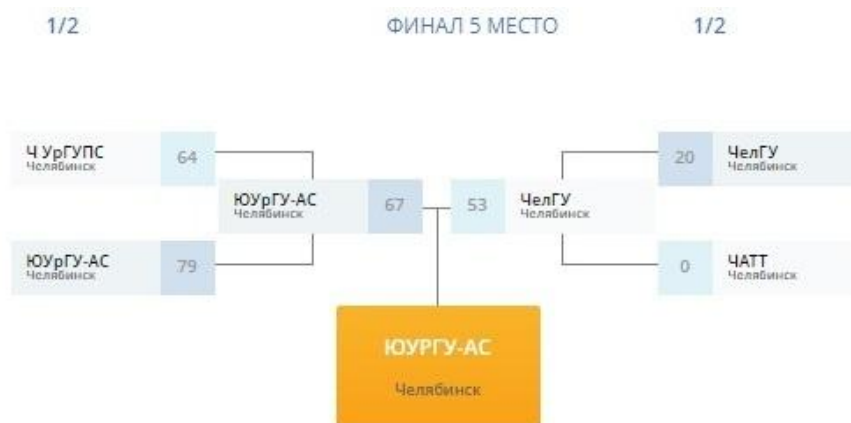 1/2
ФИНАЛ 5 МЕСТО
1/2
Ч УрГУПС
Челябинск
64
ЮУрГУ-АС
Челябинск
79
ЮУрГУ-АС
Челябинск
67
53
ЧелГУ
Челябинск
20
ЧелГУ
Челябинск
0
ЧАТТ
Челябинск
ЮУРГУ-АС
Челябинск